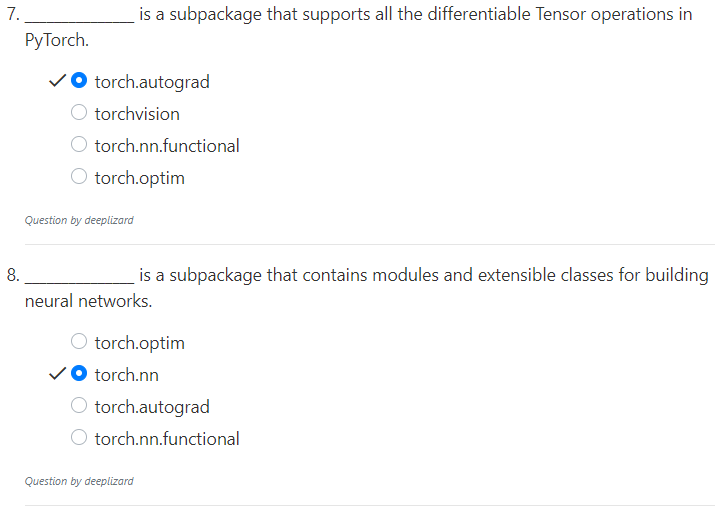 7. ____________ is a subpackage that supports all the differentiable Tensor operations in
PyTorch.
torch.autograd
torchvision
torch.nn.functional
torch.optim
Question by deeplizard
8. ____________ is a subpackage that contains modules and extensible classes for building
neural networks.
torch.optim
torch.nn
torch.autograd
torch.nn.functional
Question by deeplizard